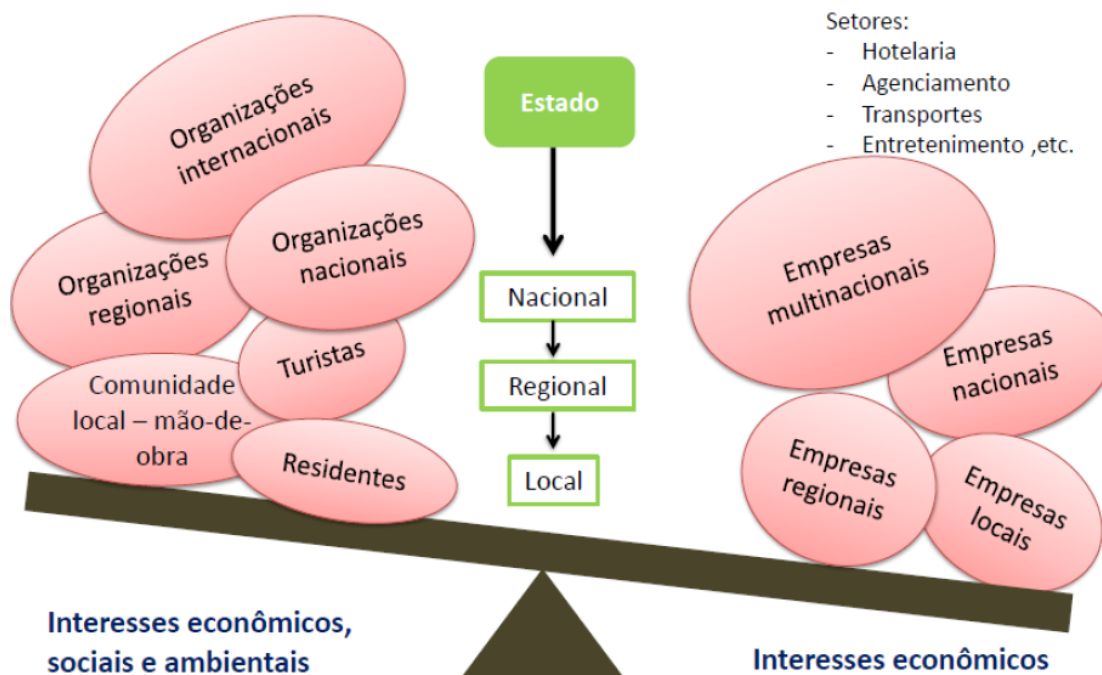 Organizações
internacionais
Organizações
nacionais
Organizações
regionais
Turistas
Comunidade
local – mão-de-
obra
Residentes
Interesses econômicos,
sociais e ambientais
Estado
Nacional
Regional
Local
Setores:
- Hotelaria
- Agenciamento
- Transportes
- Entretenimento ,etc.
Empresas
multinacionais
Empresas
nacionais
Empresas
regionais
Empresas
locais
Interesses econômicos